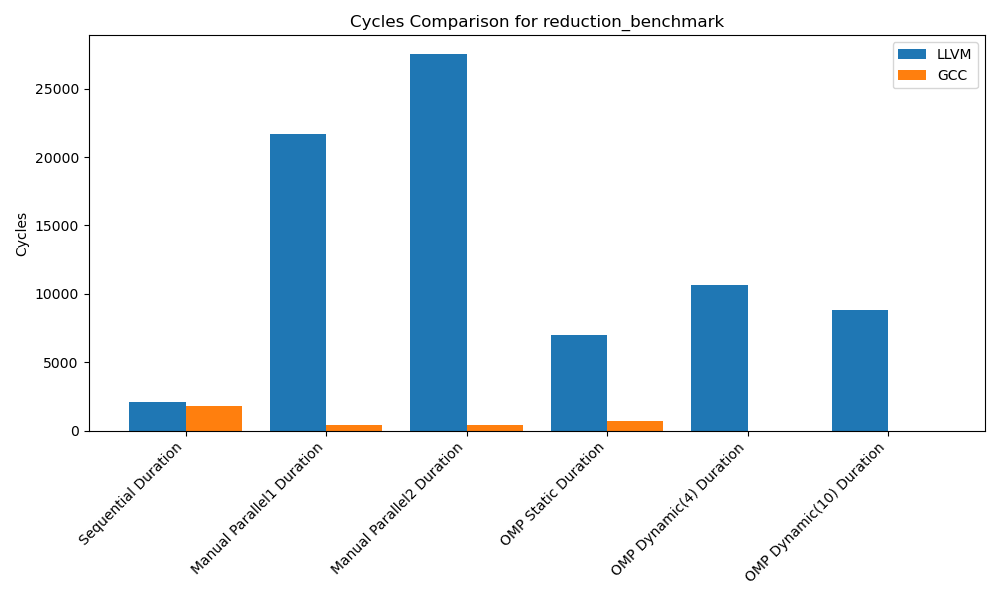 Cycles Comparison for reduction_benchmark
LLVM
GCC
Cycles
25000
20000
15000
10000
5000
0
Sequential Duration
Manual Parallel1 Duration
Manual Parallel2 Duration
OMP Static Duration
OMP Dynamic(4) Duration
OMP Dynamic(10) Duration